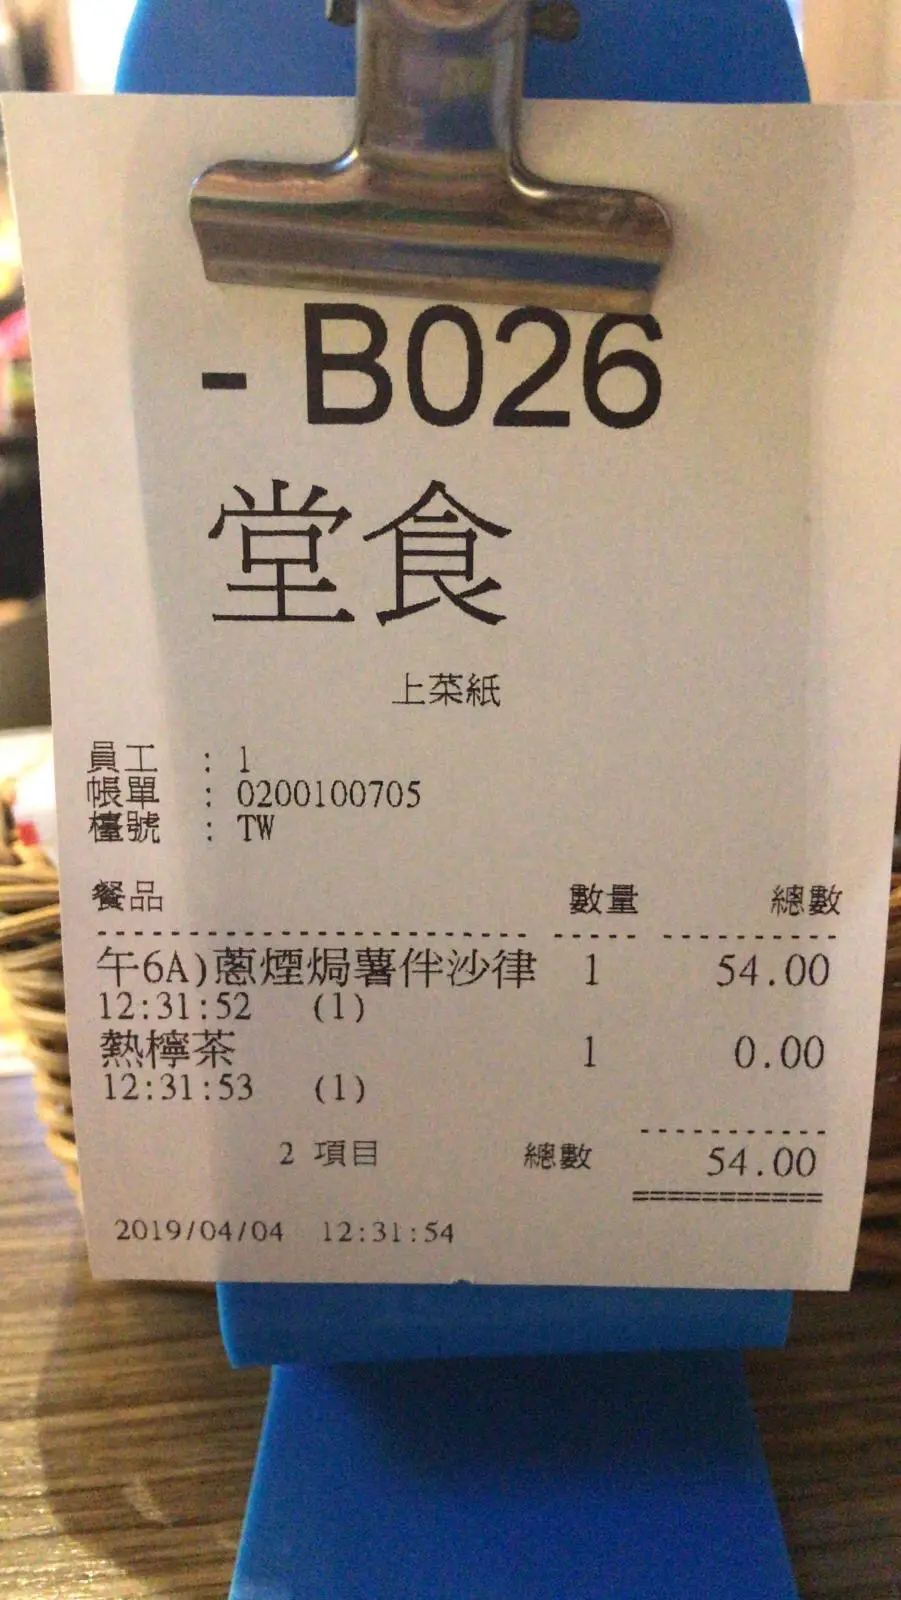 - B026
堂食
上菜紙
員工 : 1
帳單 : 0200100705
檯號 : TW
餐品 數量 總數
午6A)蔥煙焗薯伴沙律 1 54.00
12:31:52 (1)
熱檸茶 1 0.00
12:31:53 (1)
2 項目 總數 54.00
2019/04/04 12:31:54